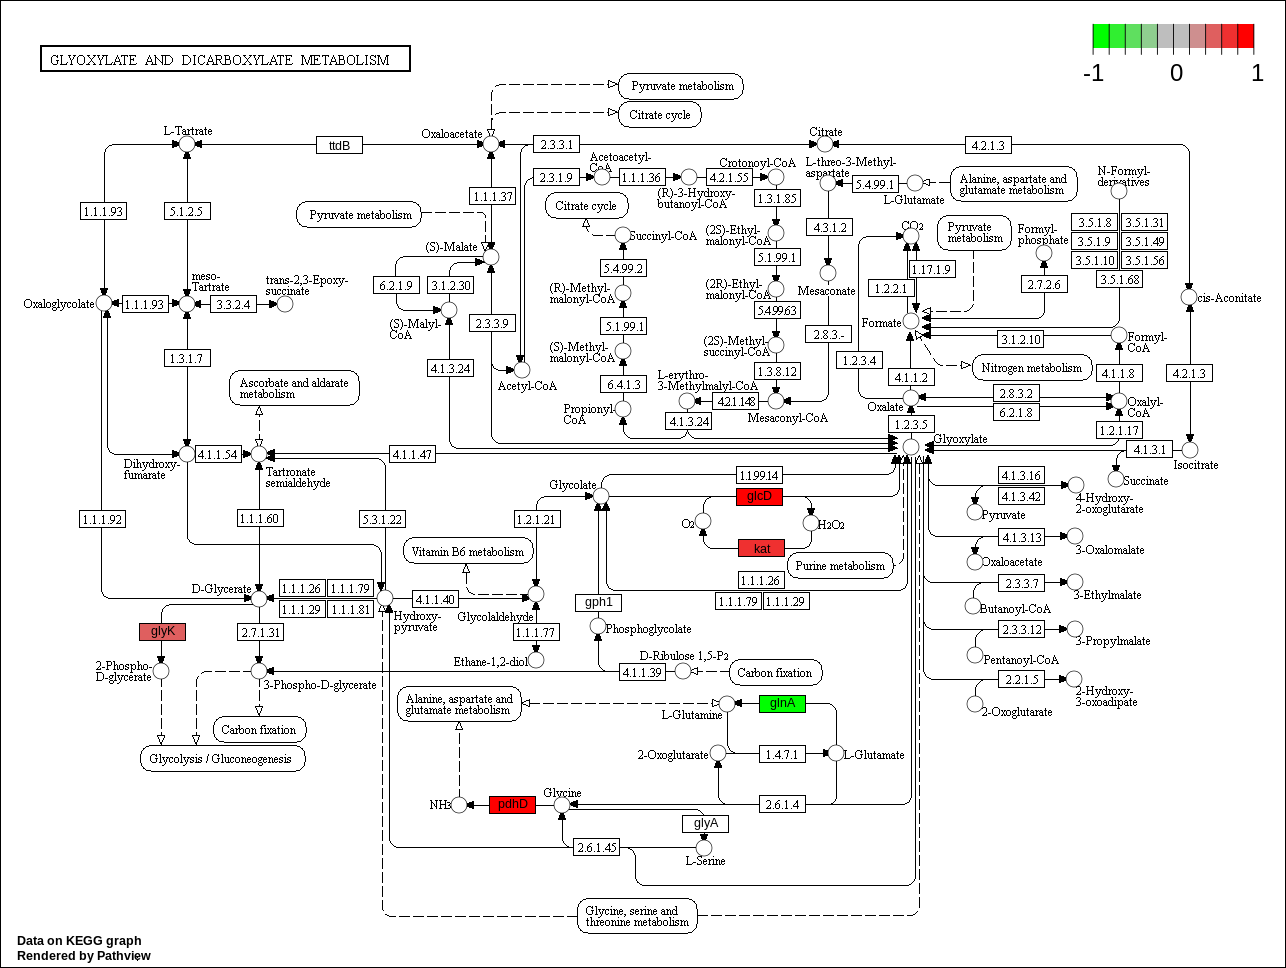 GLYOXYLATE AND DICARBOXYLATE METABOLISM
-1
0
1
Pyruvate metabolism
Citrate cycle
L-Tartrate
ttdB
Oxaloacetate
2.3.3.1
Citrate
4.2.1.3
Acetoacetyl-
CoA
2.3.1.9
1.1.1.36
(R)-3-Hydroxy-
butanoyl-CoA
4.2.1.55
Crotonoyl-CoA
L-threo-3-Methyl-
aspartate
5.4.99.1
L-Glutamate
Alanine, aspartate and
glutamate metabolism
N-Formyl-
derivatives
1.1.1.93
5.1.2.5
1.1.1.37
Pyruvate metabolism
Citrate cycle
1.3.1.85
4.3.1.2
CO2
Pyruvate
metabolism
Formyl-
phosphate
3.5.1.8
3.5.1.31
3.5.1.9
3.5.1.49
3.5.1.10
3.5.1.56
3.5.1.68
(S)-Malate
Succinyl-CoA
(2S)-Ethyl-
malonyl-CoA
5.1.99.1
5.4.99.2
1.17.1.9
1.2.2.1
2.7.2.6
meso-
Tartrate
trans-2,3-Epoxy-
succinate
6.2.1.9
3.1.2.30
(R)-Methyl-
malonyl-CoA
(2R)-Ethyl-
malonyl-CoA
Mesaconate
Oxaloglycolate
1.1.1.93
3.3.2.4
cis-Aconitate
(S)-Malyl-
CoA
2.3.3.9
5.1.99.1
5.4.99.63
2.8.3.-
Formate
3.1.2.10
Formyl-
CoA
1.3.1.7
4.1.3.24
(S)-Methyl-
malonyl-CoA
(2S)-Methyl-
succinyl-CoA
1.2.3.4
Nitrogen metabolism
Acetyl-CoA
6.4.1.3
L-erythro-
3-Methylmalyl-CoA
1.3.8.12
4.1.1.2
4.1.1.8
4.2.1.3
Ascorbate and aldarate
metabolism
Propionyl-
CoA
4.2.1.148
4.1.3.24
Mesaconyl-CoA
Oxalate
2.8.3.2
6.2.1.8
Oxalyl-
CoA
1.2.3.5
1.2.1.17
Glyoxylate
4.1.3.1
Isocitrate
Dihydroxy-
fumarate
4.1.1.54
Tartronate
semialdehyde
4.1.1.47
Succinate
Glycolate
1.1.99.14
glcD
4.1.3.16
4.1.3.42
4-Hydroxy-
2-oxoglutarate
Pyruvate
1.1.1.92
1.1.1.60
5.3.1.22
1.2.1.21
O2
H2O2
kat
4.1.3.13
3-Oxalomalate
Oxaloacetate
Vitamin B6 metabolism
Purine metabolism
1.1.1.26
1.1.1.79
1.1.1.29
2.3.3.7
3-Ethylmalate
Butanoyl-CoA
D-Glycerate
1.1.1.26
1.1.1.79
1.1.1.29
1.1.1.81
Hydroxy-
pyruvate
4.1.1.40
Glycolaldehyde
gph1
Phosphoglycolate
2.3.3.12
3-Propylmalate
Pentanoyl-CoA
glyK
2.7.1.31
1.1.1.77
Ethane-1,2-diol
D-Ribulose 1,5-P2
4.1.1.39
Carbon fixation
2.2.1.5
2-Hydroxy-
3-oxoadipate
2-Oxoglutarate
2-Phospho-
D-glycerate
3-Phospho-D-glycerate
Alanine, aspartate and
glutamate metabolism
L-Glutamine
glnA
Carbon fixation
Glycolysis / Gluconeogenesis
2-Oxoglutarate
1.4.7.1
L-Glutamate
NH3
pdhD
Glycine
2.6.1.4
glyA
2.6.1.45
L-Serine
Glycine, serine and
threonine metabolism
Data on KEGG graph
Rendered by Pathview